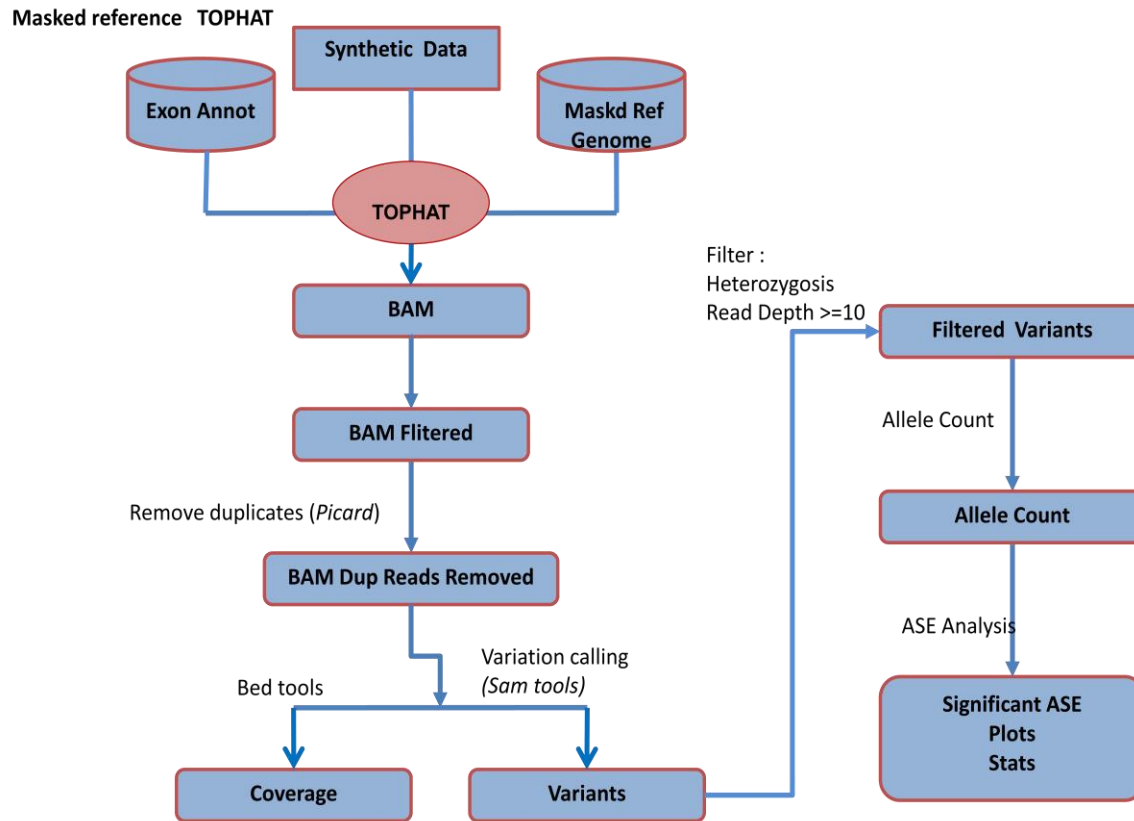 Masked reference TOPHAT
Synthetic Data
Exon Annot
Maskd Ref
Genome
TOPHAT
BAM
BAM Flitered
Remove duplicates (Picard)
BAM Dup Reads Removed
Bed tools
Variation calling
(Sam tools)
Coverage
Variants
Filter :
Heterozygosis
Read Depth >=10
Filtered Variants
Allele Count
Allele Count
ASE Analysis
Significant ASE
Plots
Stats